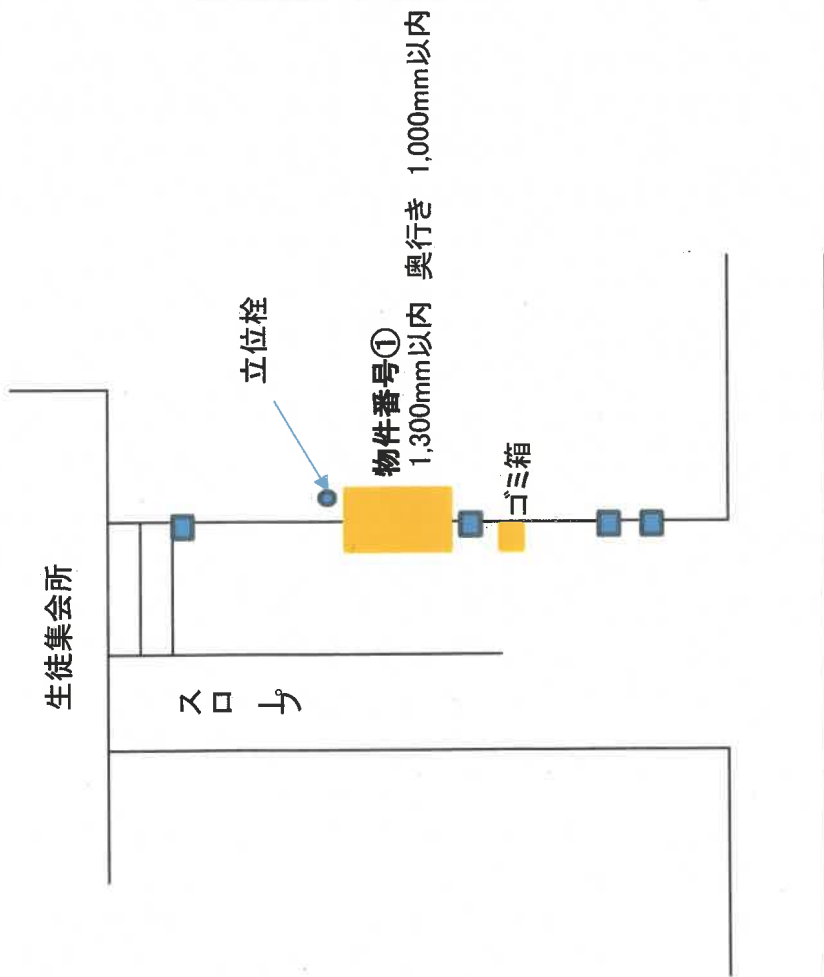 生徒集会所
スロープ
立位栓
物件番号①
1,300mm以内　奥行き　1,000mm以内
ゴミ箱